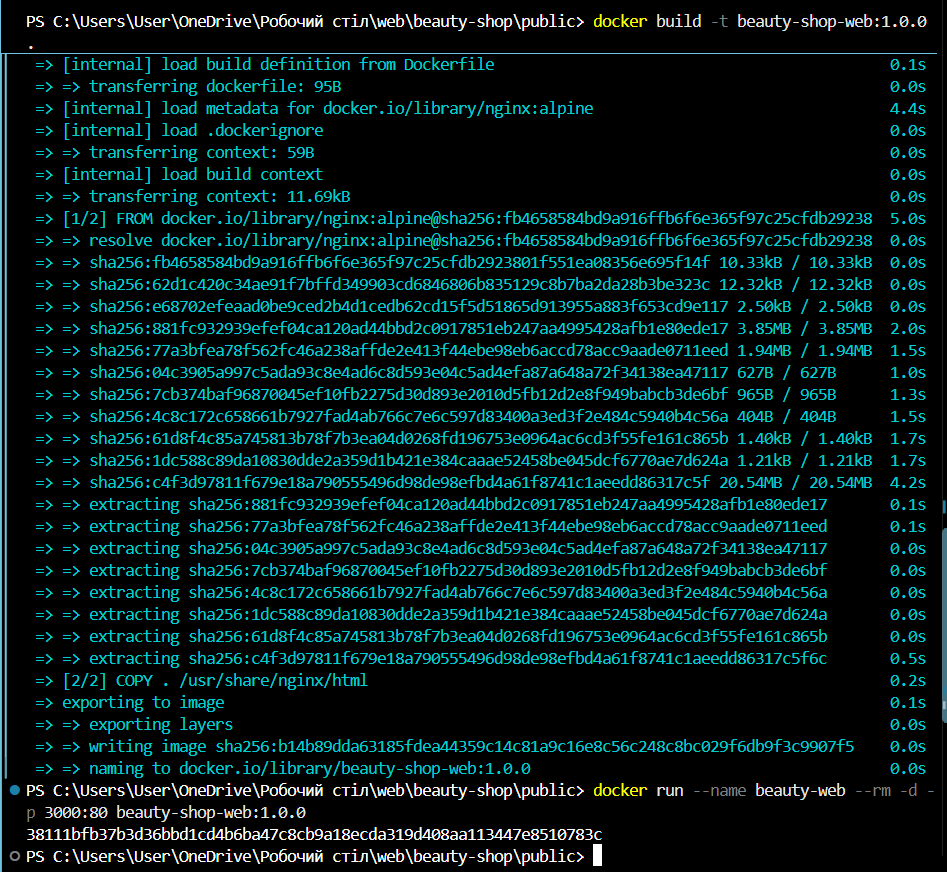 PS C:\Users\User\OneDrive\Робочий стіл\web\beauty-shop\public> docker build -t beauty-shop-web:1.0.0
.
=> [internal] load build definition from Dockerfile 0.1s
=> => transferring dockerfile: 95B 0.0s
=> [internal] load metadata for docker.io/library/nginx:alpine 4.4s
=> [internal] load .dockerignore 0.0s
=> => transferring context: 59B 0.0s
=> [internal] load build context 0.0s
=> => transferring context: 11.69kB 0.0s
=> [1/2] FROM docker.io/library/nginx:alpine@sha256:fb4658584bd9a916ffb6f6e365f97c25cfdb29238 5.0s
=> => resolve docker.io/library/nginx:alpine@sha256:fb4658584bd9a916ffb6f6e365f97c25cfdb29238 0.0s
=> => sha256:fb4658584bd9a916ffb6f6e365f97c25cfdb2923801f551ea08356e695f14f 10.33kB / 10.33kB 0.0s
=> => sha256:62d1c420c34ae91f7bffd349903cd6846806b835129c8b7ba2da28b3be323c 12.32kB / 12.32kB 0.0s
=> => sha256:e68702efeaad0be9ced2b4d1cedb62cd15f5d51865d913955a883f653cd9e117 2.50kB / 2.50kB 0.0s
=> => sha256:881fc932939efef04ca120ad44bbd2c0917851eb247aa4995428afb1e80ede17 3.85MB / 3.85MB 2.0s
=> => sha256:77a3bfea78f562fc46a238affde2e413f44ebe98eb6accd78acc9aade0711eed 1.94MB / 1.94MB 1.5s
=> => sha256:04c3905a997c5ada93c8e4ad6c8d593e04c5ad4efa87a648a72f34138ea47117 627B / 627B 1.0s
=> => sha256:7cb374baf96870045ef10fb2275d30d893e2010d5fb12d2e8f949babcb3de6bf 965B / 965B 1.3s
=> => sha256:4c8c172c658661b7927fad4ab766c7e6c597d83400a3ed3f2e484c5940b4c56a 404B / 404B 1.5s
=> => sha256:61d8f4c85a745813b78f7b3ea04d0268fd196753e0964ac6cd3f55fe161c865b 1.40kB / 1.40kB 1.7s
=> => sha256:1dc588c89da10830dde2a359d1b421e384caaae52458be045dcf6770ae7d624a 1.21kB / 1.21kB 1.7s
=> => sha256:c4f3d97811f679e18a790555496d98de98efbd4a61f8741c1aeedd86317c5f 20.54MB / 20.54MB 4.2s
=> => extracting sha256:881fc932939efef04ca120ad44bbd2c0917851eb247aa4995428afb1e80ede17 0.1s
=> => extracting sha256:77a3bfea78f562fc46a238affde2e413f44ebe98eb6accd78acc9aade0711eed 0.1s
=> => extracting sha256:04c3905a997c5ada93c8e4ad6c8d593e04c5ad4efa87a648a72f34138ea47117 0.0s
=> => extracting sha256:7cb374baf96870045ef10fb2275d30d893e2010d5fb12d2e8f949babcb3de6bf 0.0s
=> => extracting sha256:4c8c172c658661b7927fad4ab766c7e6c597d83400a3ed3f2e484c5940b4c56a 0.0s
=> => extracting sha256:1dc588c89da10830dde2a359d1b421e384caaae52458be045dcf6770ae7d624a 0.0s
=> => extracting sha256:61d8f4c85a745813b78f7b3ea04d0268fd196753e0964ac6cd3f55fe161c865b 0.0s
=> => extracting sha256:c4f3d97811f679e18a790555496d98de98efbd4a61f8741c1aeedd86317c5f6c 0.5s
=> [2/2] COPY . /usr/share/nginx/html 0.2s
=> exporting to image 0.1s
=> => exporting layers 0.0s
=> => writing image sha256:b14b89dda63185fdea44359c14c81a9c16e8c56c248c8bc029f6db9f3c9907f5 0.0s
=> => naming to docker.io/library/beauty-shop-web:1.0.0 0.0s
PS C:\Users\User\OneDrive\Робочий стіл\web\beauty-shop\public> docker run --name beauty-web --rm -d -
p 3000:80 beauty-shop-web:1.0.0
38111bfb37b3d36bbd1cd4b6ba47c8cb9a18ecda319d408aa113447e8510783c
PS C:\Users\User\OneDrive\Робочий стіл\web\beauty-shop\public>